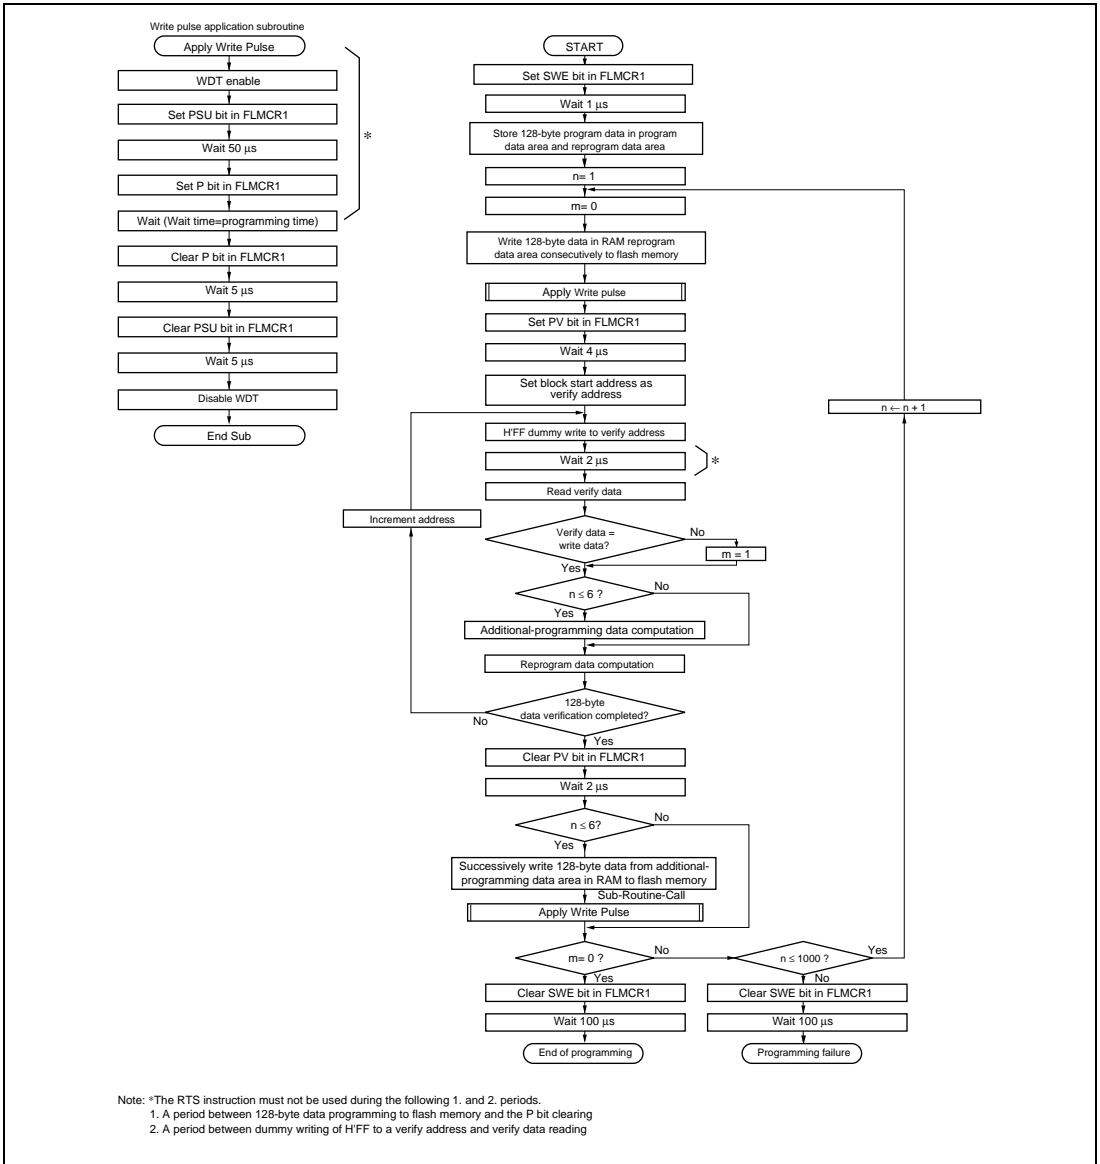 Write pulse application subroutine
Apply Write Pulse
WDT enable
Set PSU bit in FLMCR1
Wait 50 μs
Set P bit in FLMCR1
Wait (Wait time=programming time)
Clear P bit in FLMCR1
Wait 5 μs
Clear PSU bit in FLMCR1
Wait 5 μs
Disable WDT
End Sub
*
START
Set SWE bit in FLMCR1
Wait 1 μs
Store 128-byte program data in program
data area and reprogram data area
n= 1
m= 0
Write 128-byte data in RAM reprogram
data area consecutively to flash memory
Apply Write pulse
Set PV bit in FLMCR1
Wait 4 μs
Set block start address as
verify address
n ← n + 1
H'FF dummy write to verify address
Wait 2 μs
*
Read verify data
Increment address
Verify data =
write data?
No
m = 1
Yes
n ≤ 6 ?
No
Yes
Additional-programming data computation
Reprogram data computation
128-byte
data verification completed?
No
Yes
Clear PV bit in FLMCR1
Wait 2 μs
n ≤ 6?
No
Yes
Successively write 128-byte data from additional-
programming data area in RAM to flash memory
Sub-Routine-Call
Apply Write Pulse
m= 0 ?
No
n ≤ 1000 ?
Yes
Yes
No
Clear SWE bit in FLMCR1
Clear SWE bit in FLMCR1
Wait 100 μs
Wait 100 μs
End of programming
Programming failure
Note: *The RTS instruction must not be used during the following 1. and 2. periods.
1. A period between 128-byte data programming to flash memory and the P bit clearing
2. A period between dummy writing of H'FF to a verify address and verify data reading